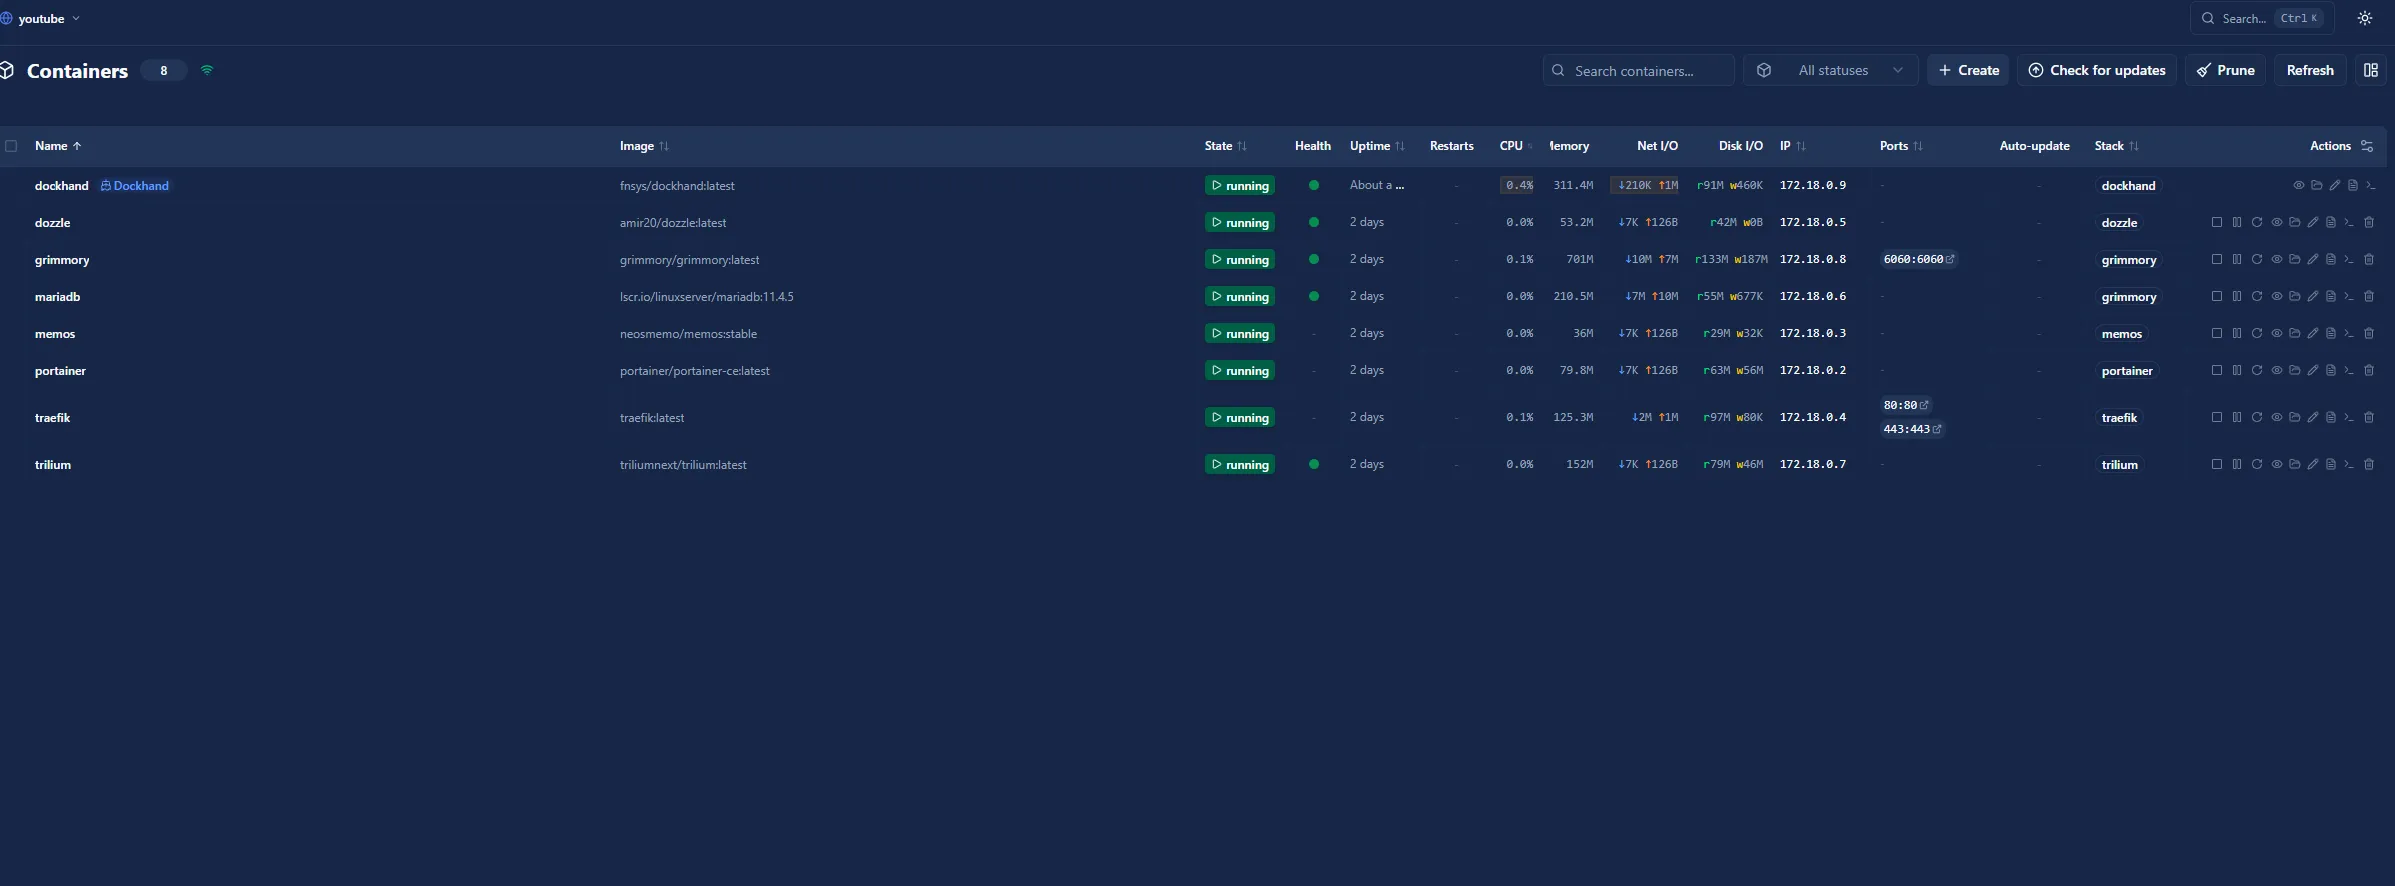 youtube Search... Ctrl K
Containers 8 Search containers... All statuses Create Check for updates Prune Refresh
Name Image State Health Uptime Restarts CPU Memory Net I/O Disk I/O IP Ports Auto-update Stack Actions
dockhand Dockhand fnsys/dockhand:latest running About a ... - 0.4% 311.4M ↓210K ↑1M r91M w460K 172.18.0.9 - - dockhand
dozzle amir20/dozzle:latest running 2 days - 0.0% 53.2M ↓7K ↑126B r42M w0B 172.18.0.5 - - dozzle
grimmory grimmory/grimmory:latest running 2 days - 0.1% 701M ↓10M ↑7M r133M w187M 172.18.0.8 6060:6060 - grimmory
mariadb lscr.io/linuxserver/mariadb:11.4.5 running 2 days - 0.0% 210.5M ↓7M ↑10M r55M w677K 172.18.0.6 - - grimmory
memos neosmemo/memos:stable running - 2 days - 0.0% 36M ↓7K ↑126B r29M w32K 172.18.0.3 - - memos
portainer portainer/portainer-ce:latest running - 2 days - 0.0% 79.8M ↓7K ↑126B r63M w56M 172.18.0.2 - - portainer
traefik traefik:latest running - 2 days - 0.1% 125.3M ↓2M ↑1M r97M w80K 172.18.0.4 80:80 - traefik
443:443
trilium triliumnext/trilium:latest running 2 days - 0.0% 152M ↓7K ↑126B r79M w46M 172.18.0.7 - - trilium